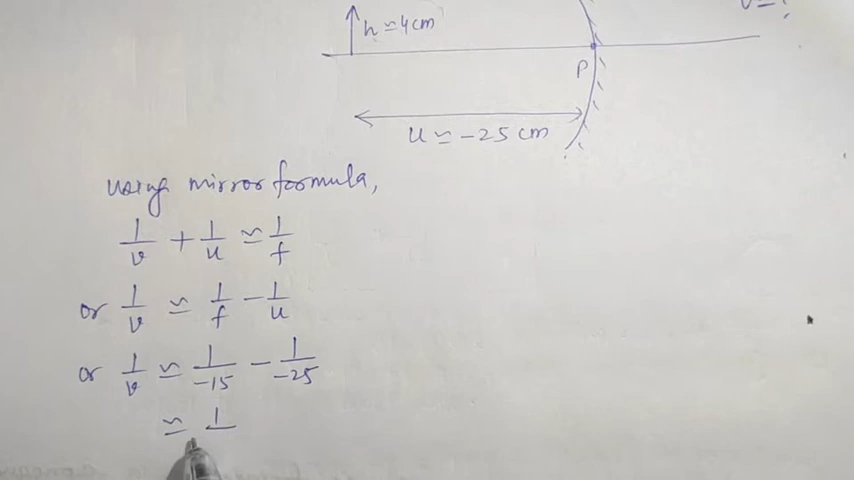 h ≃ 4cm
v = ?
P
u ≃ -25 cm
using mirror formula,
1/v + 1/u ≃ 1/f
or 1/v ≃ 1/f - 1/u
or 1/v ≃ 1/-15 - 1/-25
≃ 1/